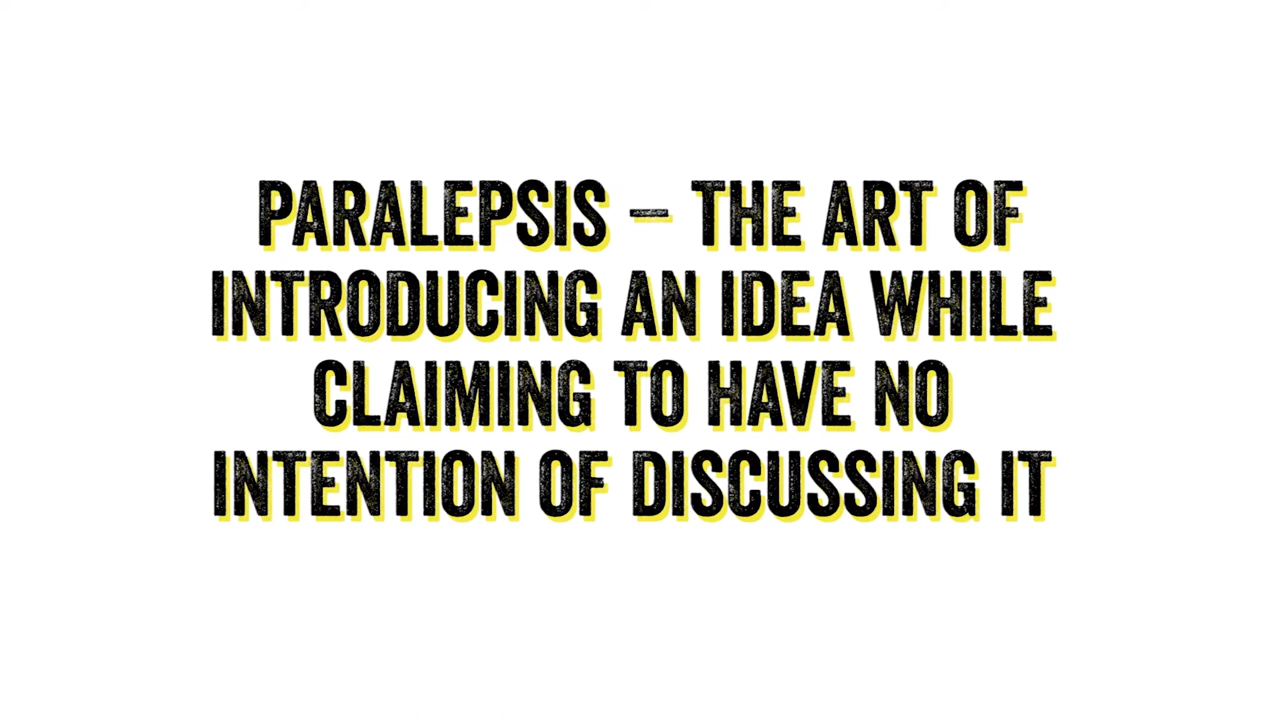 PARALEPSIS – THE ART OF
INTRODUCING AN IDEA WHILE
CLAIMING TO HAVE NO
INTENTION OF DISCUSSING IT